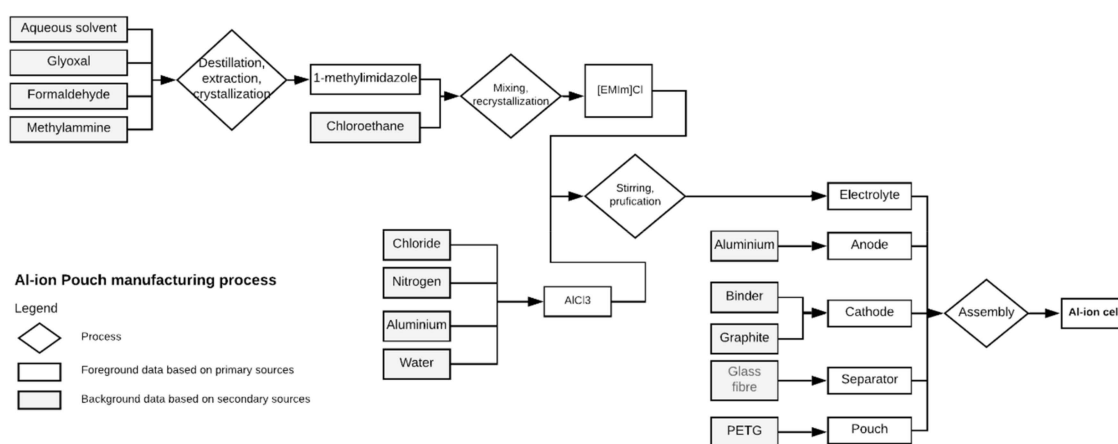 Aqueous solvent
Glyoxal
Formaldehyde
Methylammine
Destillation,
extraction,
crystallization
1-methylimidazole
Chloroethane
Mixing,
recrystallization
[EMIm]Cl
Stirring,
prufication
Chloride
Nitrogen
Aluminium
Water
AlCl3
Electrolyte
Aluminium
Anode
Binder
Graphite
Cathode
Glass
fibre
Separator
PETG
Pouch
Assembly
Al-ion cel
Al-ion Pouch manufacturing process
Legend
Process
Foreground data based on primary sources
Background data based on secondary sources